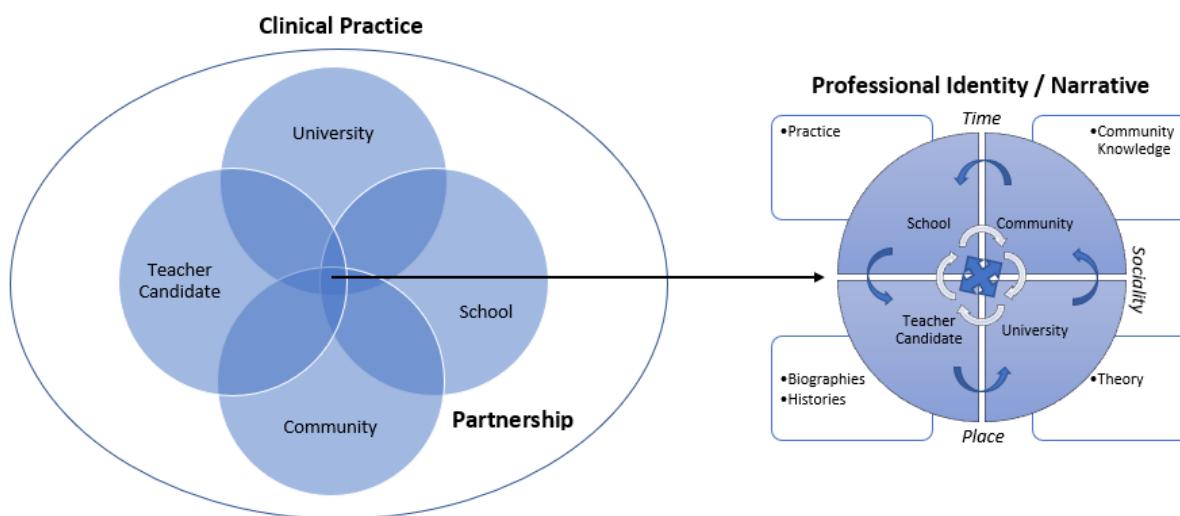 Clinical Practice
University
Teacher
Candidate
School
Community
Partnership
Professional Identity / Narrative
Time
•Practice
•Community
Knowledge
School
Community
Sociality
Teacher
Candidate
University
•Biographies
•Histories
•Theory
Place